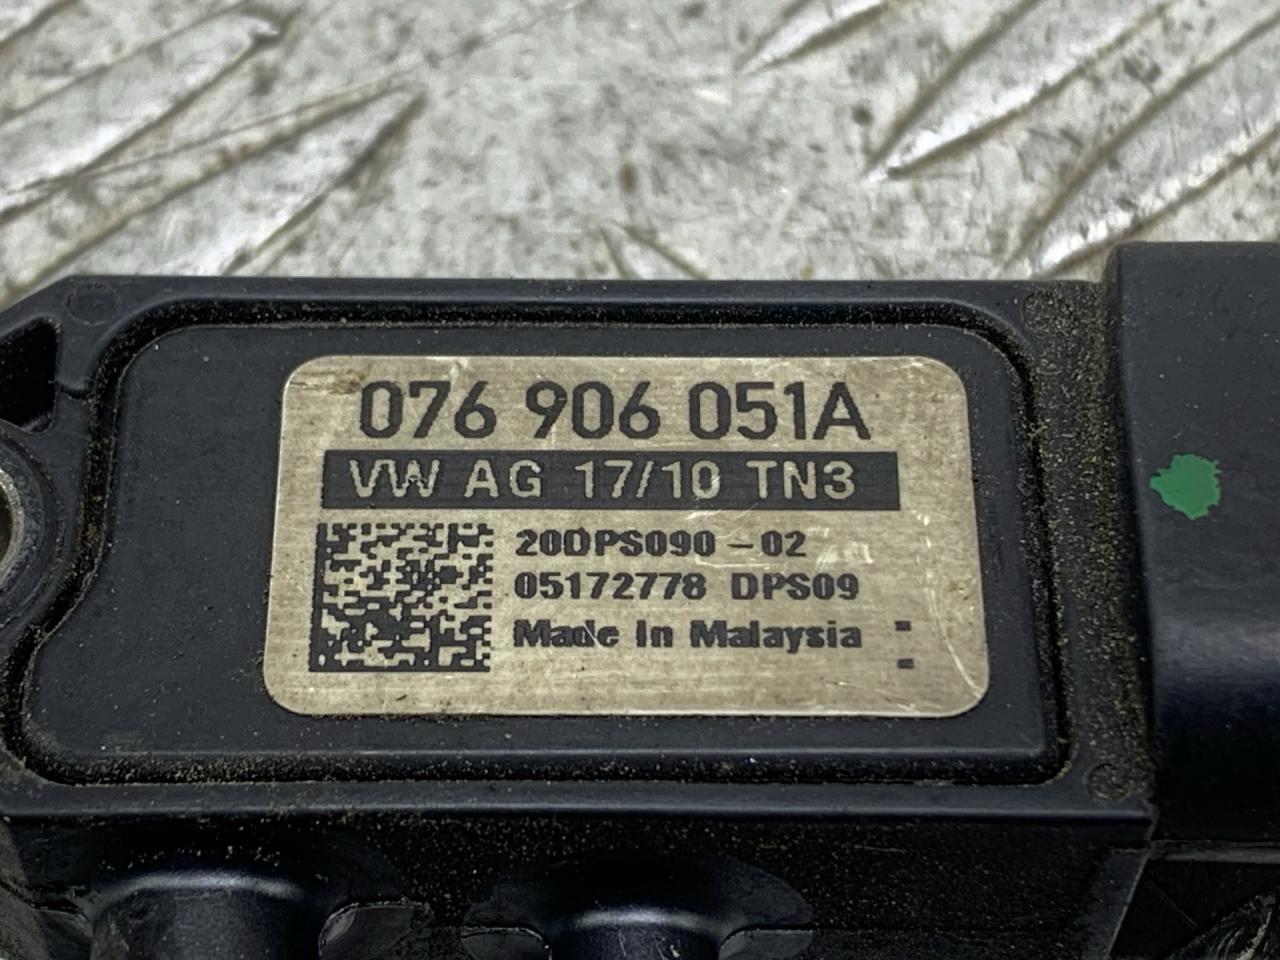 076 906 051A
VW AG 17/10 TN3
20DPS090-02
05172778 DPS09
Made In Malaysia